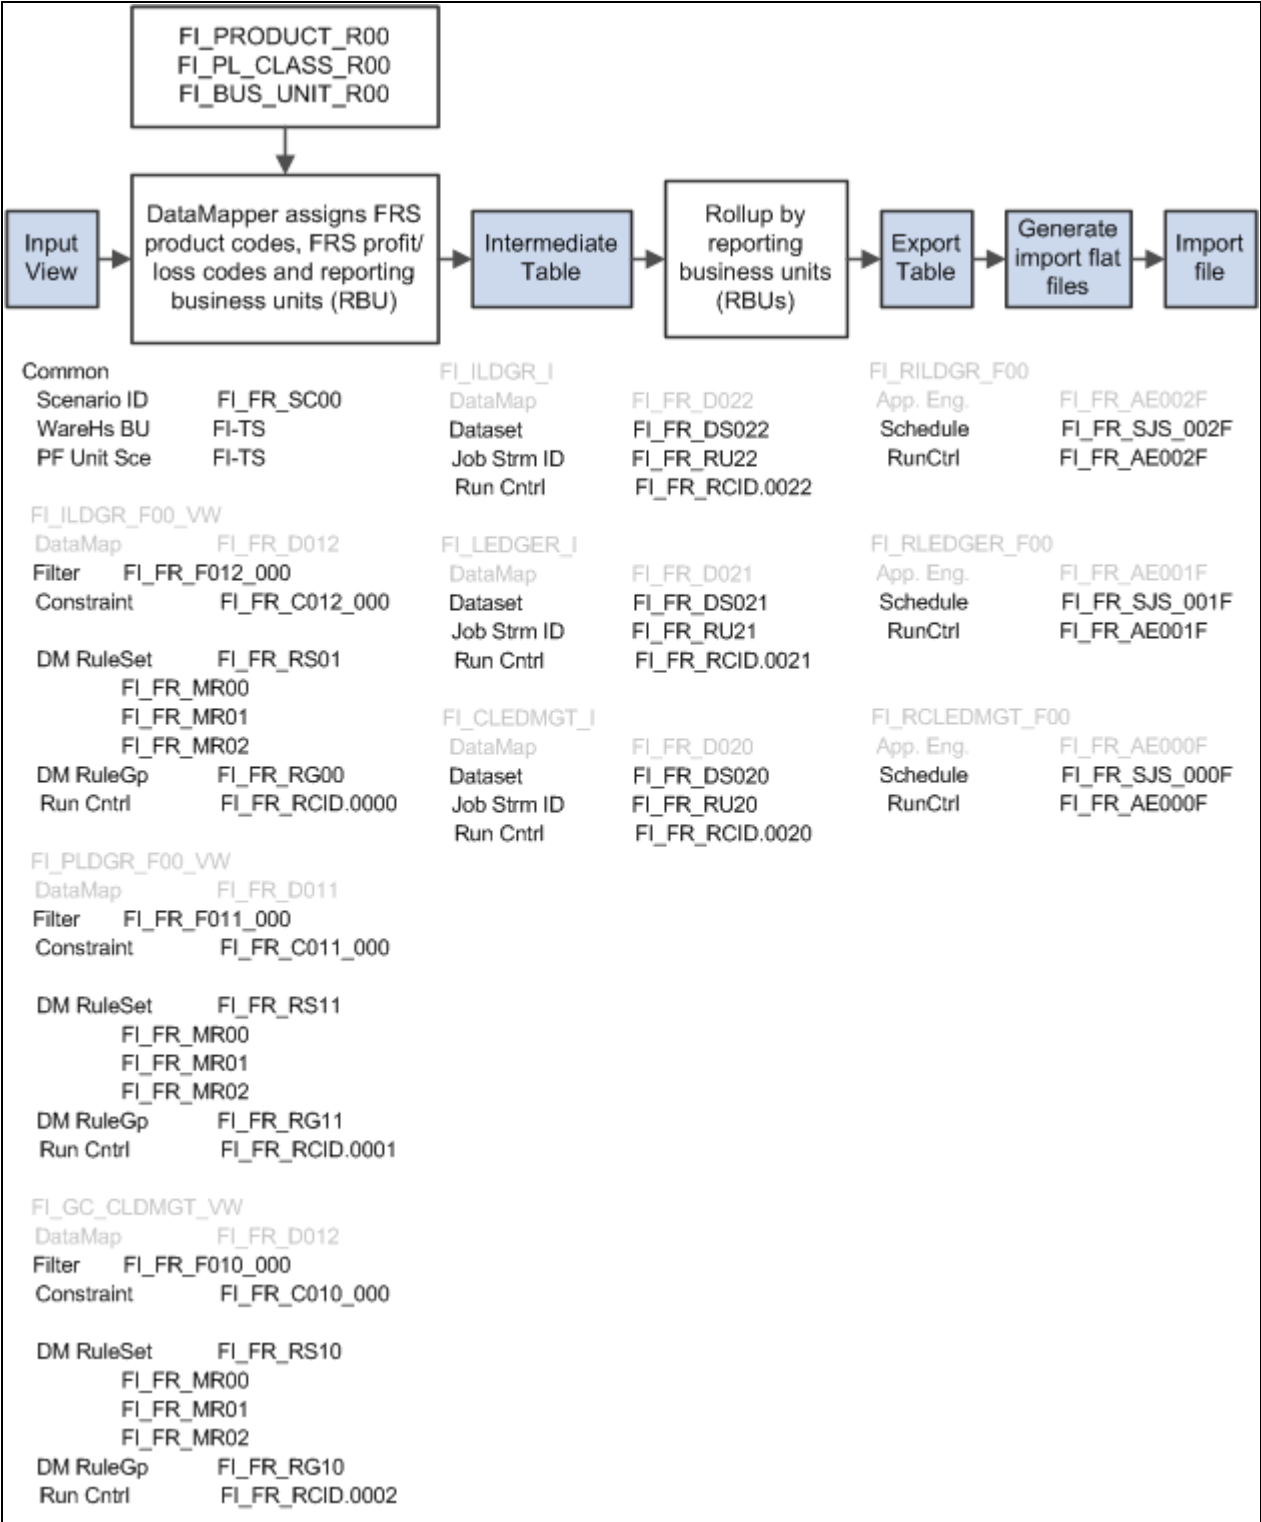 FI_PRODUCT_R00
FI_PL_CLASS_R00
FI_BUS_UNIT_R00
Input
View
DataMapper assigns FRS
product codes, FRS profit/
loss codes and reporting
business units (RBU)
Intermediate
Table
Rollup by
reporting
business units
(RBUs)
Export
Table
Generate
import flat
files
Import
file
Common
Scenario ID FI_FR_SC00
WareHs BU FI-TS
PF Unit Sce FI-TS
FI_ILDGR_F00_VW
DataMap FI_FR_D012
Filter FI_FR_F012_000
Constraint FI_FR_C012_000
DM RuleSet FI_FR_RS01
FI_FR_MR00
FI_FR_MR01
FI_FR_MR02
DM RuleGp FI_FR_RG00
Run Cntrl FI_FR_RCID.0000
FI_PLDGR_F00_VW
DataMap FI_FR_D011
Filter FI_FR_F011_000
Constraint FI_FR_C011_000
DM RuleSet FI_FR_RS11
FI_FR_MR00
FI_FR_MR01
FI_FR_MR02
DM RuleGp FI_FR_RG11
Run Cntrl FI_FR_RCID.0001
FI_GC_CLDMGT_VW
DataMap FI_FR_D012
Filter FI_FR_F010_000
Constraint FI_FR_C010_000
DM RuleSet FI_FR_RS10
FI_FR_MR00
FI_FR_MR01
FI_FR_MR02
DM RuleGp FI_FR_RG10
Run Cntrl FI_FR_RCID.0002
FI_ILDGR_I
DataMap FI_FR_D022
Dataset FI_FR_DS022
Job Strm ID FI_FR_RU22
Run Cntrl FI_FR_RCID.0022
FI_LEDGER_I
DataMap FI_FR_D021
Dataset FI_FR_DS021
Job Strm ID FI_FR_RU21
Run Cntrl FI_FR_RCID.0021
FI_CLEDMGT_I
DataMap FI_FR_D020
Dataset FI_FR_DS020
Job Strm ID FI_FR_RU20
Run Cntrl FI_FR_RCID.0020
FI_RILDGR_F00
App. Eng. FI_FR_AE002F
Schedule FI_FR_SJS_002F
RunCtrl FI_FR_AE002F
FI_RLEDGER_F00
App. Eng. FI_FR_AE001F
Schedule FI_FR_SJS_001F
RunCtrl FI_FR_AE001F
FI_RCLEDMGT_F00
App. Eng. FI_FR_AE000F
Schedule FI_FR_SJS_000F
RunCtrl FI_FR_AE000F